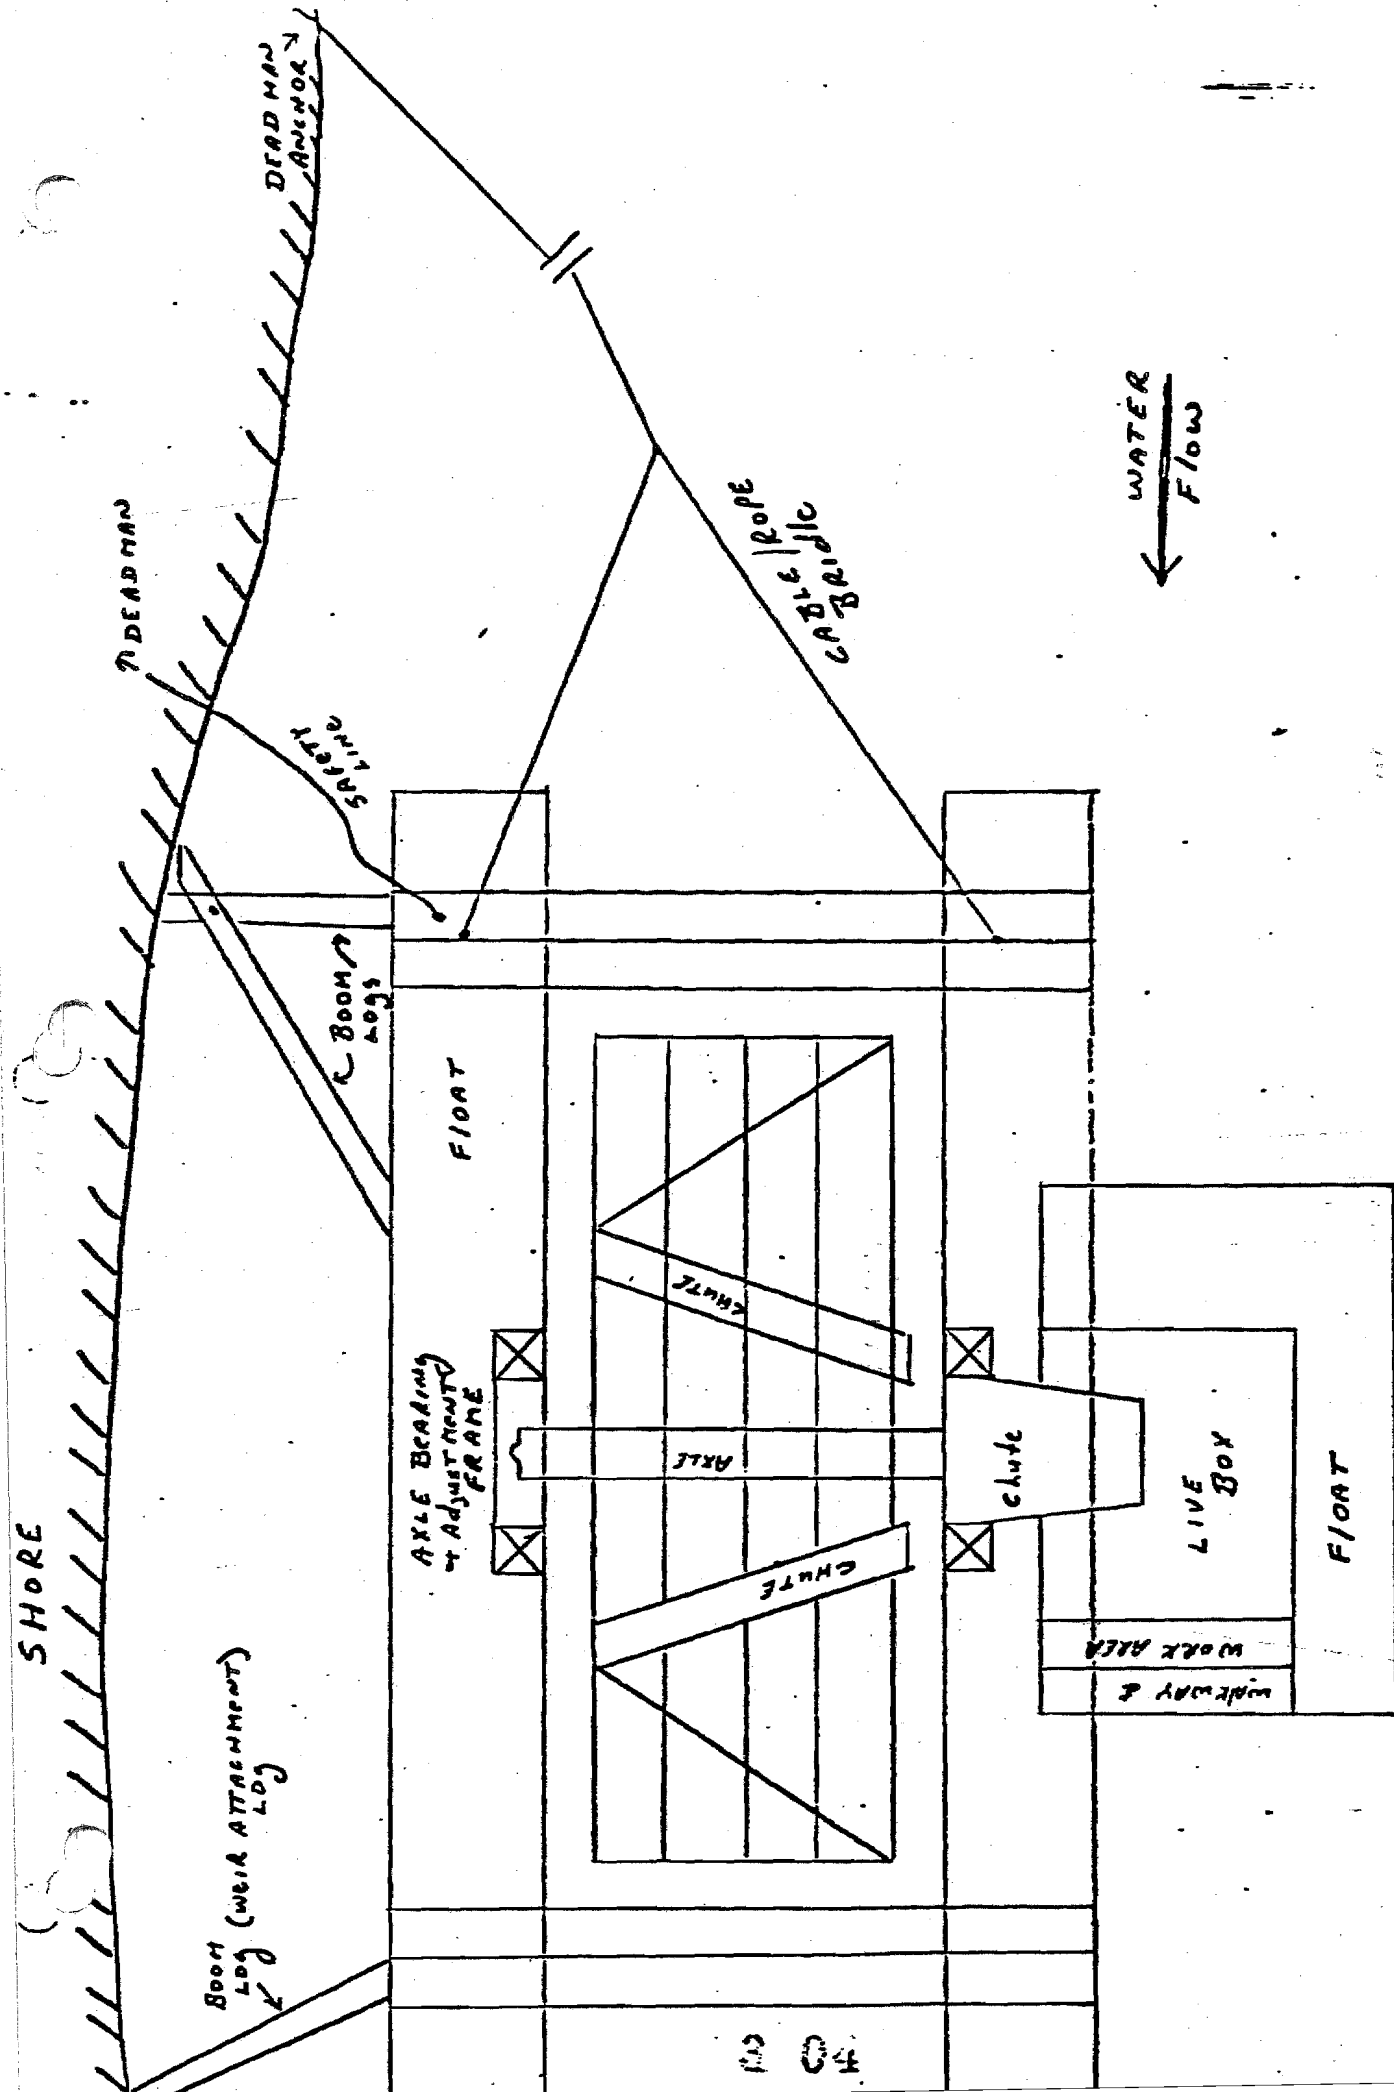 SHORE
DEADMAN
ANCHOR
DEADMAN
SAFETY
LINE
CABLE/ROPE
BRIDLE
WATER
FLOW
BOOM
LOGS
FLOAT
BOOM
LOG (WEIR ATTACHMENT)
LOG
AXLE BEARING
+ ADJUSTMENT
FRAME
CHUTE
AXLE
CHUTE
Chute
LIVE
BOX
FLOAT
WALKWAY &
WORK AREA